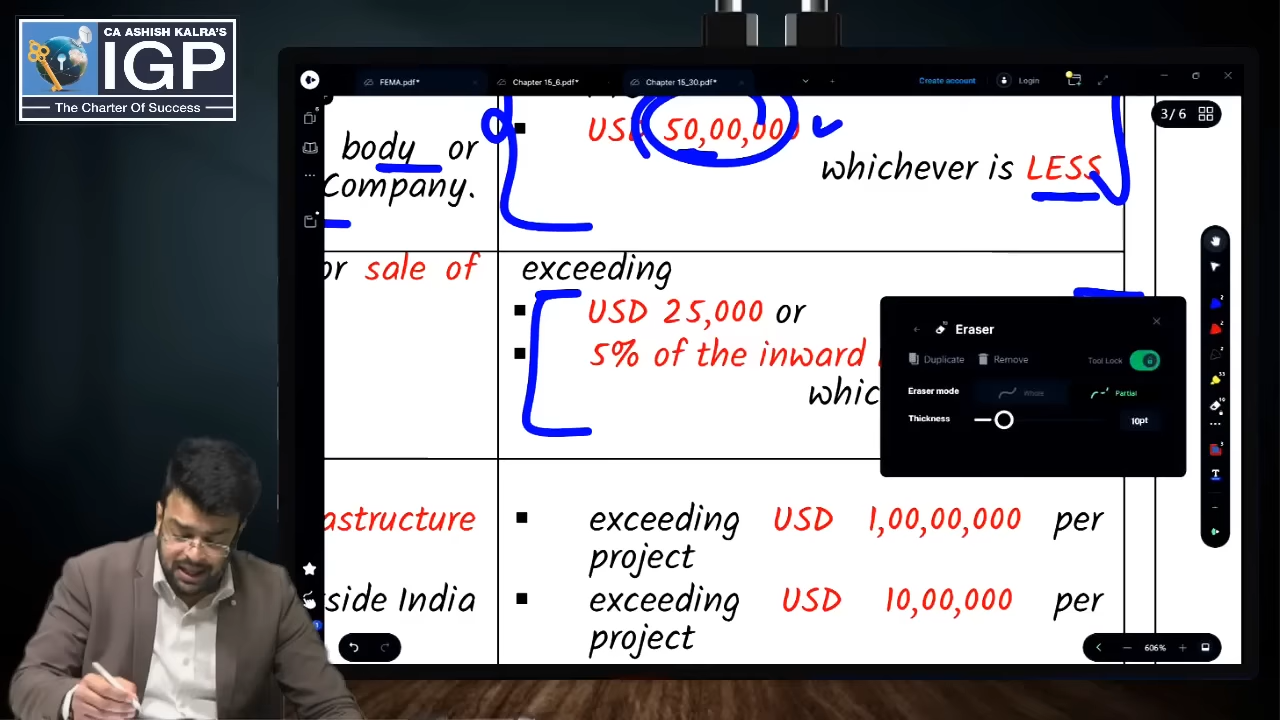 CA ASHISH KALRA'S
IGP
The Charter Of Success
FEMA.pdf*
Chapter 15_6.pdf*
Chapter 15_30.pdf*
Create account
Login
3/6
USD 50,00,000
body or
whichever is LESS
Company.
or sale of
exceeding
USD 25,000 or
5% of the inward
whic
Eraser
Duplicate
Remove
Tool Lock
Eraser mode
Whole
Partial
Thickness
10pt
astructure
exceeding USD 1,00,00,000 per
project
side India
exceeding USD 10,00,000 per
project
606%